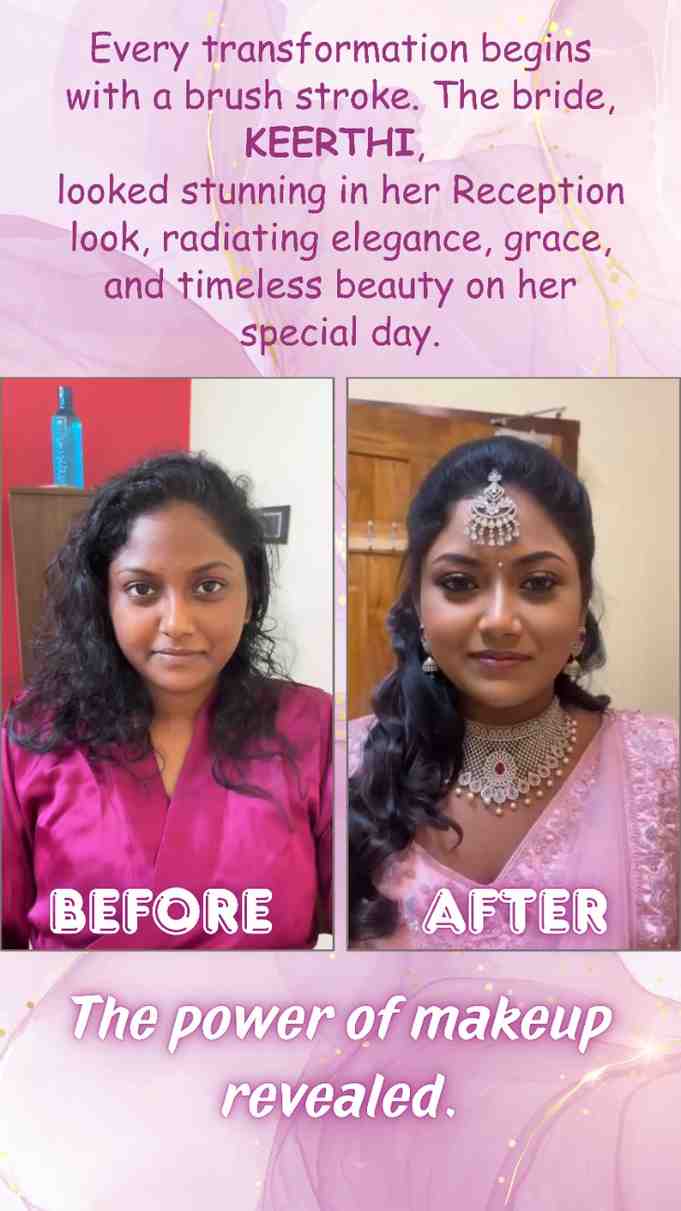 Every transformation begins
with a brush stroke. The bride,
KEERTHI,
looked stunning in her Reception
look, radiating elegance, grace,
and timeless beauty on her
special day.
BEFORE
AFTER
The power of makeup
revealed.